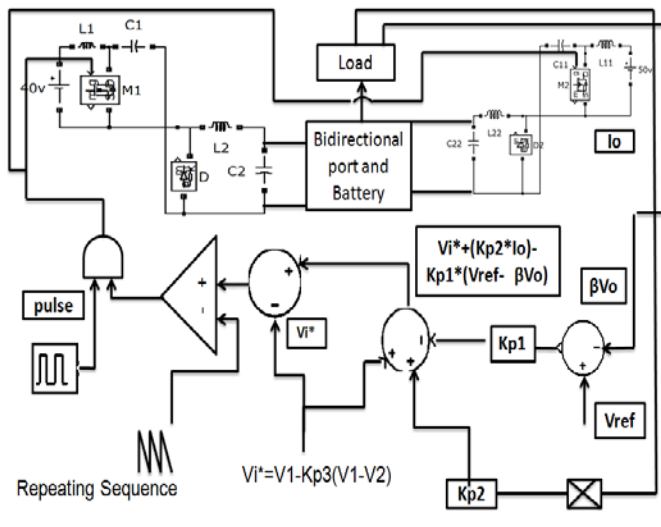 L1
C1
40v
M1
L2
D
C2
Load
Bidirectional
port and
Battery
C11
L11
50v
M2
L22
C22
D2
Io
Vi*+(Kp2*Io)-
Kp1*(Vref- βVo)
βVo
pulse
+
-
+
-
Vi*
-
+
+
Kp1
-
+
Vref
Kp2
Vi*=V1-Kp3(V1-V2)
Repeating Sequence